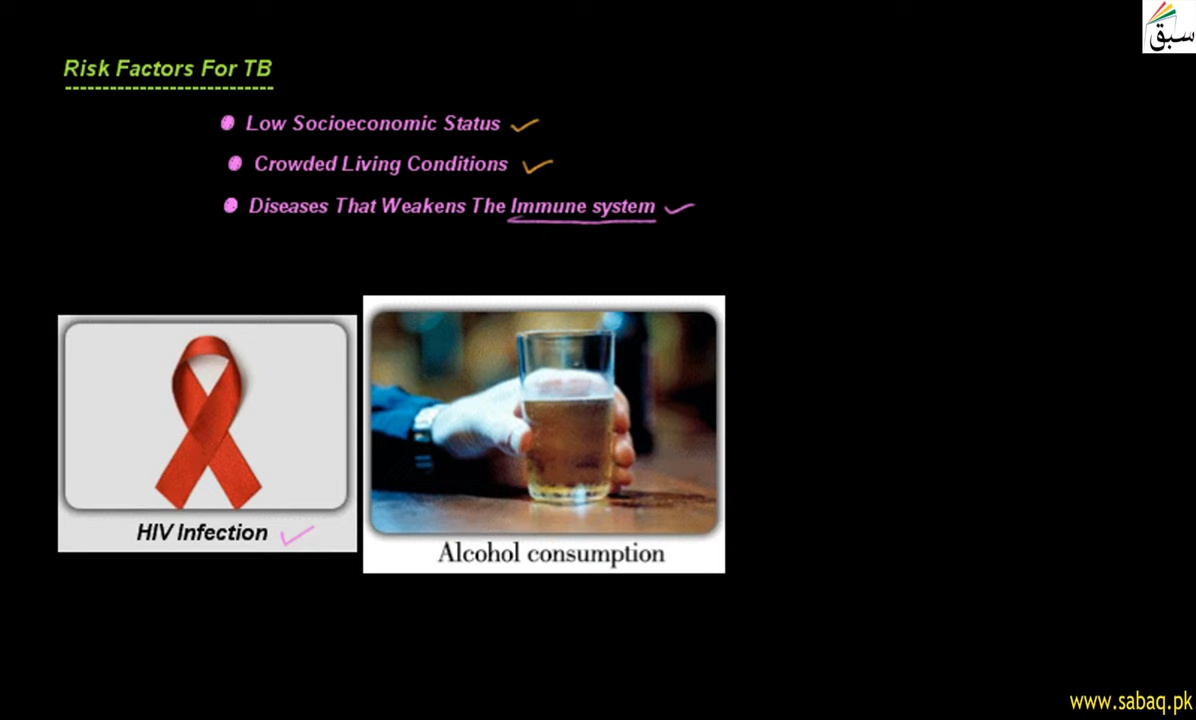 سبق
Risk Factors For TB
Low Socioeconomic Status
Crowded Living Conditions
Diseases That Weakens The Immune system
HIV Infection
Alcohol consumption
www.sabaq.pk